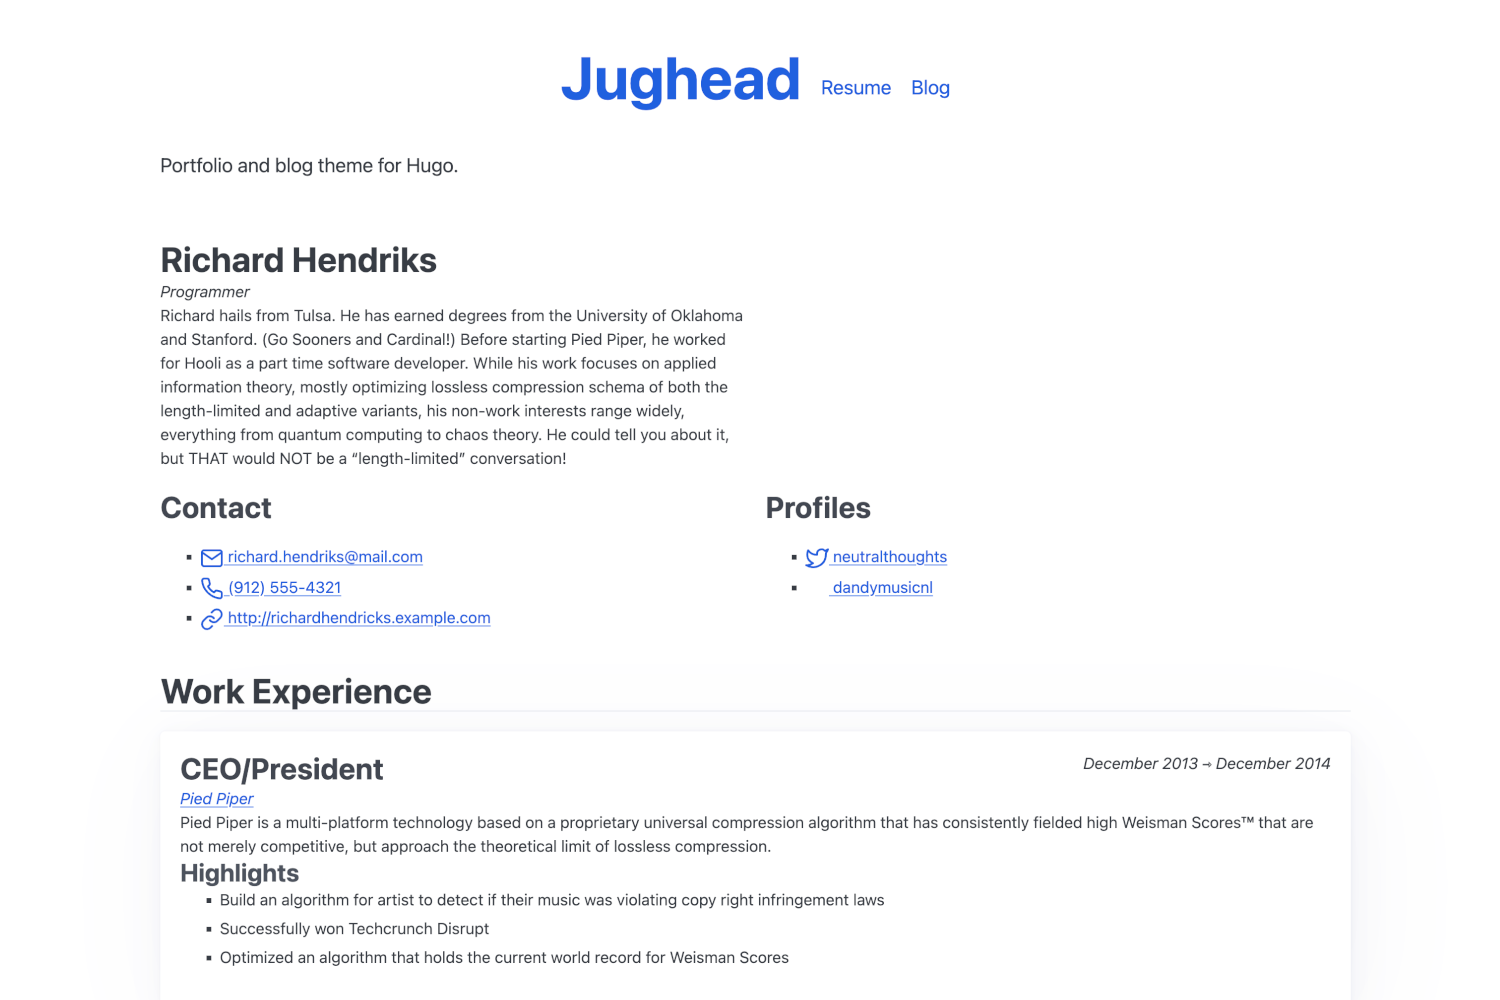 Jughead Resume Blog
Portfolio and blog theme for Hugo.
Richard Hendriks
Programmer
Richard hails from Tulsa. He has earned degrees from the University of Oklahoma
and Stanford. (Go Sooners and Cardinal!) Before starting Pied Piper, he worked
for Hooli as a part time software developer. While his work focuses on applied
information theory, mostly optimizing lossless compression schema of both the
length-limited and adaptive variants, his non-work interests range widely,
everything from quantum computing to chaos theory. He could tell you about it,
but THAT would NOT be a “length-limited” conversation!
Contact
richard.hendriks@mail.com
(912) 555-4321
http://richardhendricks.example.com
Profiles
neutralthoughts
dandymusicnl
Work Experience
CEO/President
December 2013 → December 2014
Pied Piper
Pied Piper is a multi-platform technology based on a proprietary universal compression algorithm that has consistently fielded high Weisman Scores™ that are
not merely competitive, but approach the theoretical limit of lossless compression.
Highlights
Build an algorithm for artist to detect if their music was violating copy right infringement laws
Successfully won Techcrunch Disrupt
Optimized an algorithm that holds the current world record for Weisman Scores